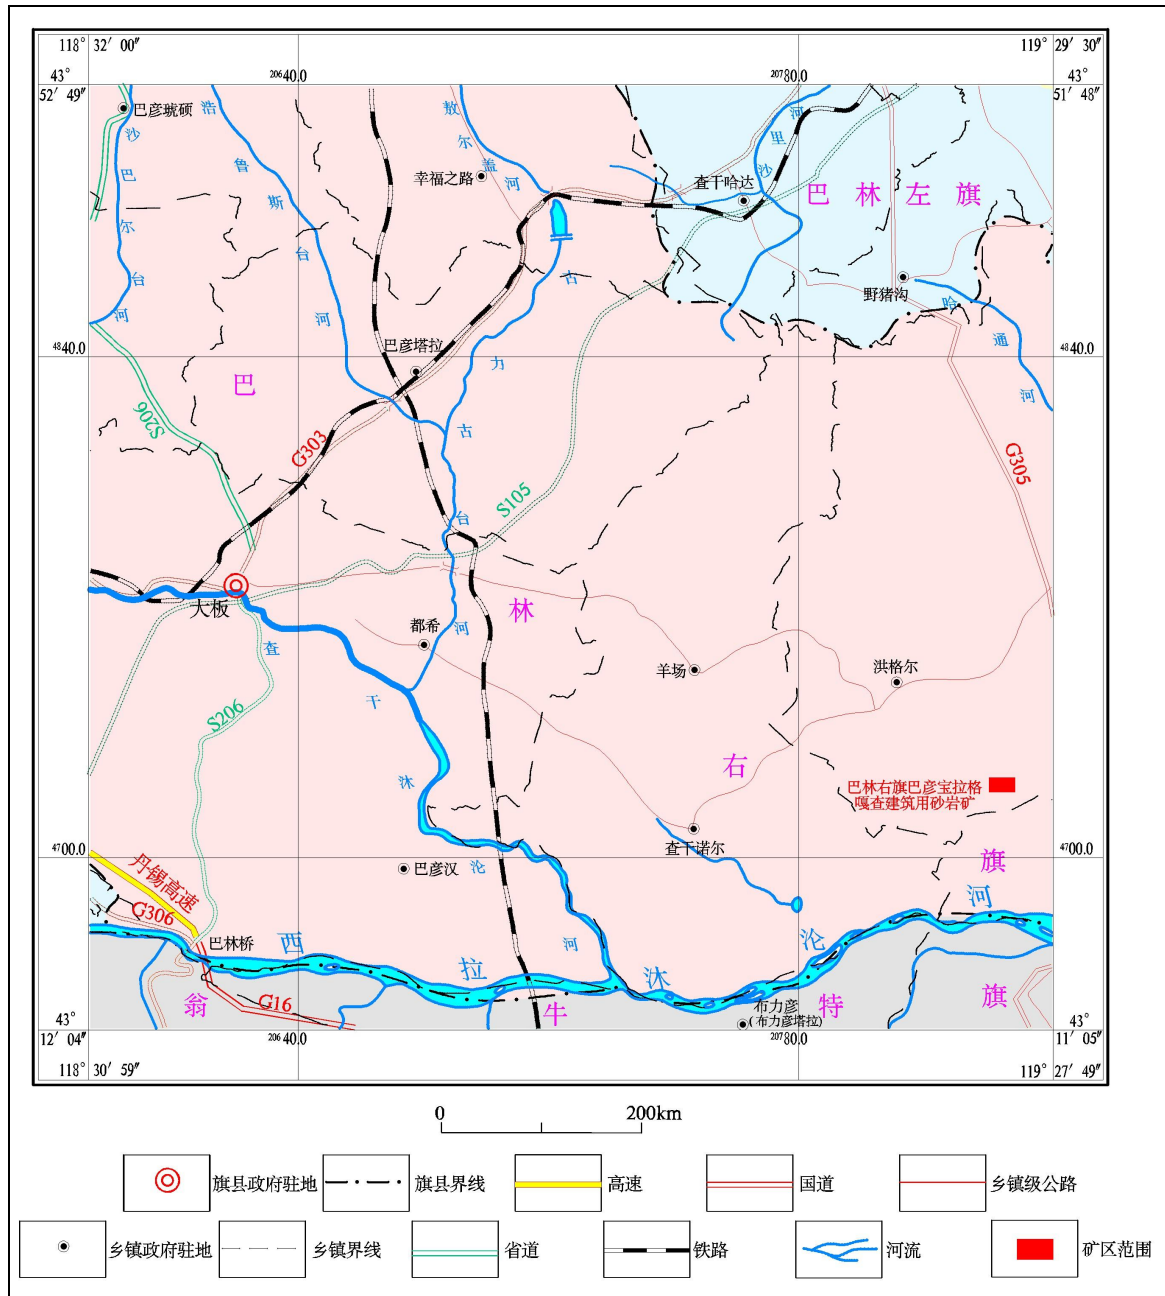 118° 32′ 00″
119° 29′ 30″
43°
52′ 49″
²⁰⁶40.0
²⁰⁷80.0
43°
51′ 48″
巴彦琥硕
沙巴尔台河
浩鲁斯台河
敖尔盖河
幸福之路
查干哈达
沙里河
巴林左旗
野猪沟
哈通河
古力古台河
⁴⁸40.0
⁴⁸40.0
巴彦塔拉
巴
S206
G303
S105
G305
大板
查干沐沦河
都希
林
羊场
洪格尔
S206
右
巴林右旗巴彦宝拉格
嘎查建筑用砂岩矿
查干诺尔
⁴⁷00.0
⁴⁷00.0
旗
巴彦汉
丹锡高速
G306
巴林桥
西拉沐沦河
G16
翁牛特旗
布力彦
(布力彦塔拉)
43°
12′ 04″
²⁰⁶40.0
²⁰⁷80.0
43°
11′ 05″
118° 30′ 59″
119° 27′ 49″
0
200km
旗县政府驻地
旗县界线
高速
国道
乡镇级公路
乡镇政府驻地
乡镇界线
省道
铁路
河流
矿区范围